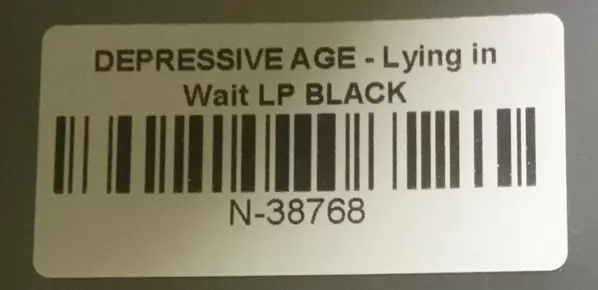 DEPRESSIVE AGE - Lying in
Wait LP BLACK
N-38768